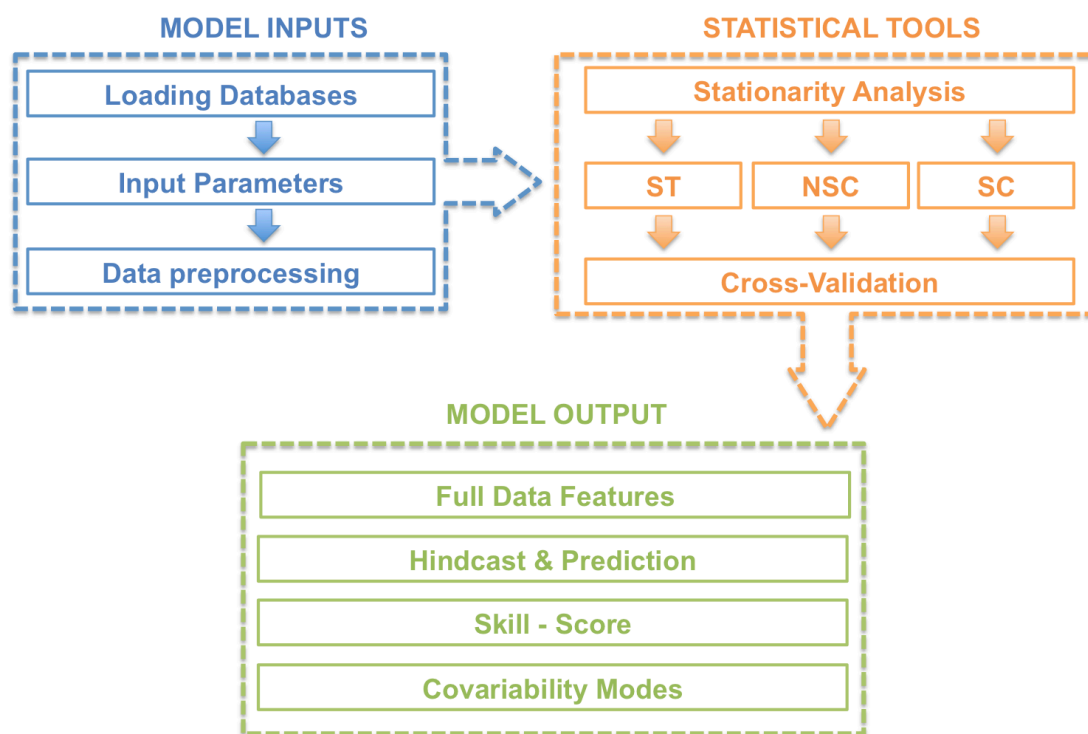 MODEL INPUTS
Loading Databases
Input Parameters
Data preprocessing
STATISTICAL TOOLS
Stationarity Analysis
ST NSC SC
Cross-Validation
MODEL OUTPUT
Full Data Features
Hindcast & Prediction
Skill - Score
Covariability Modes